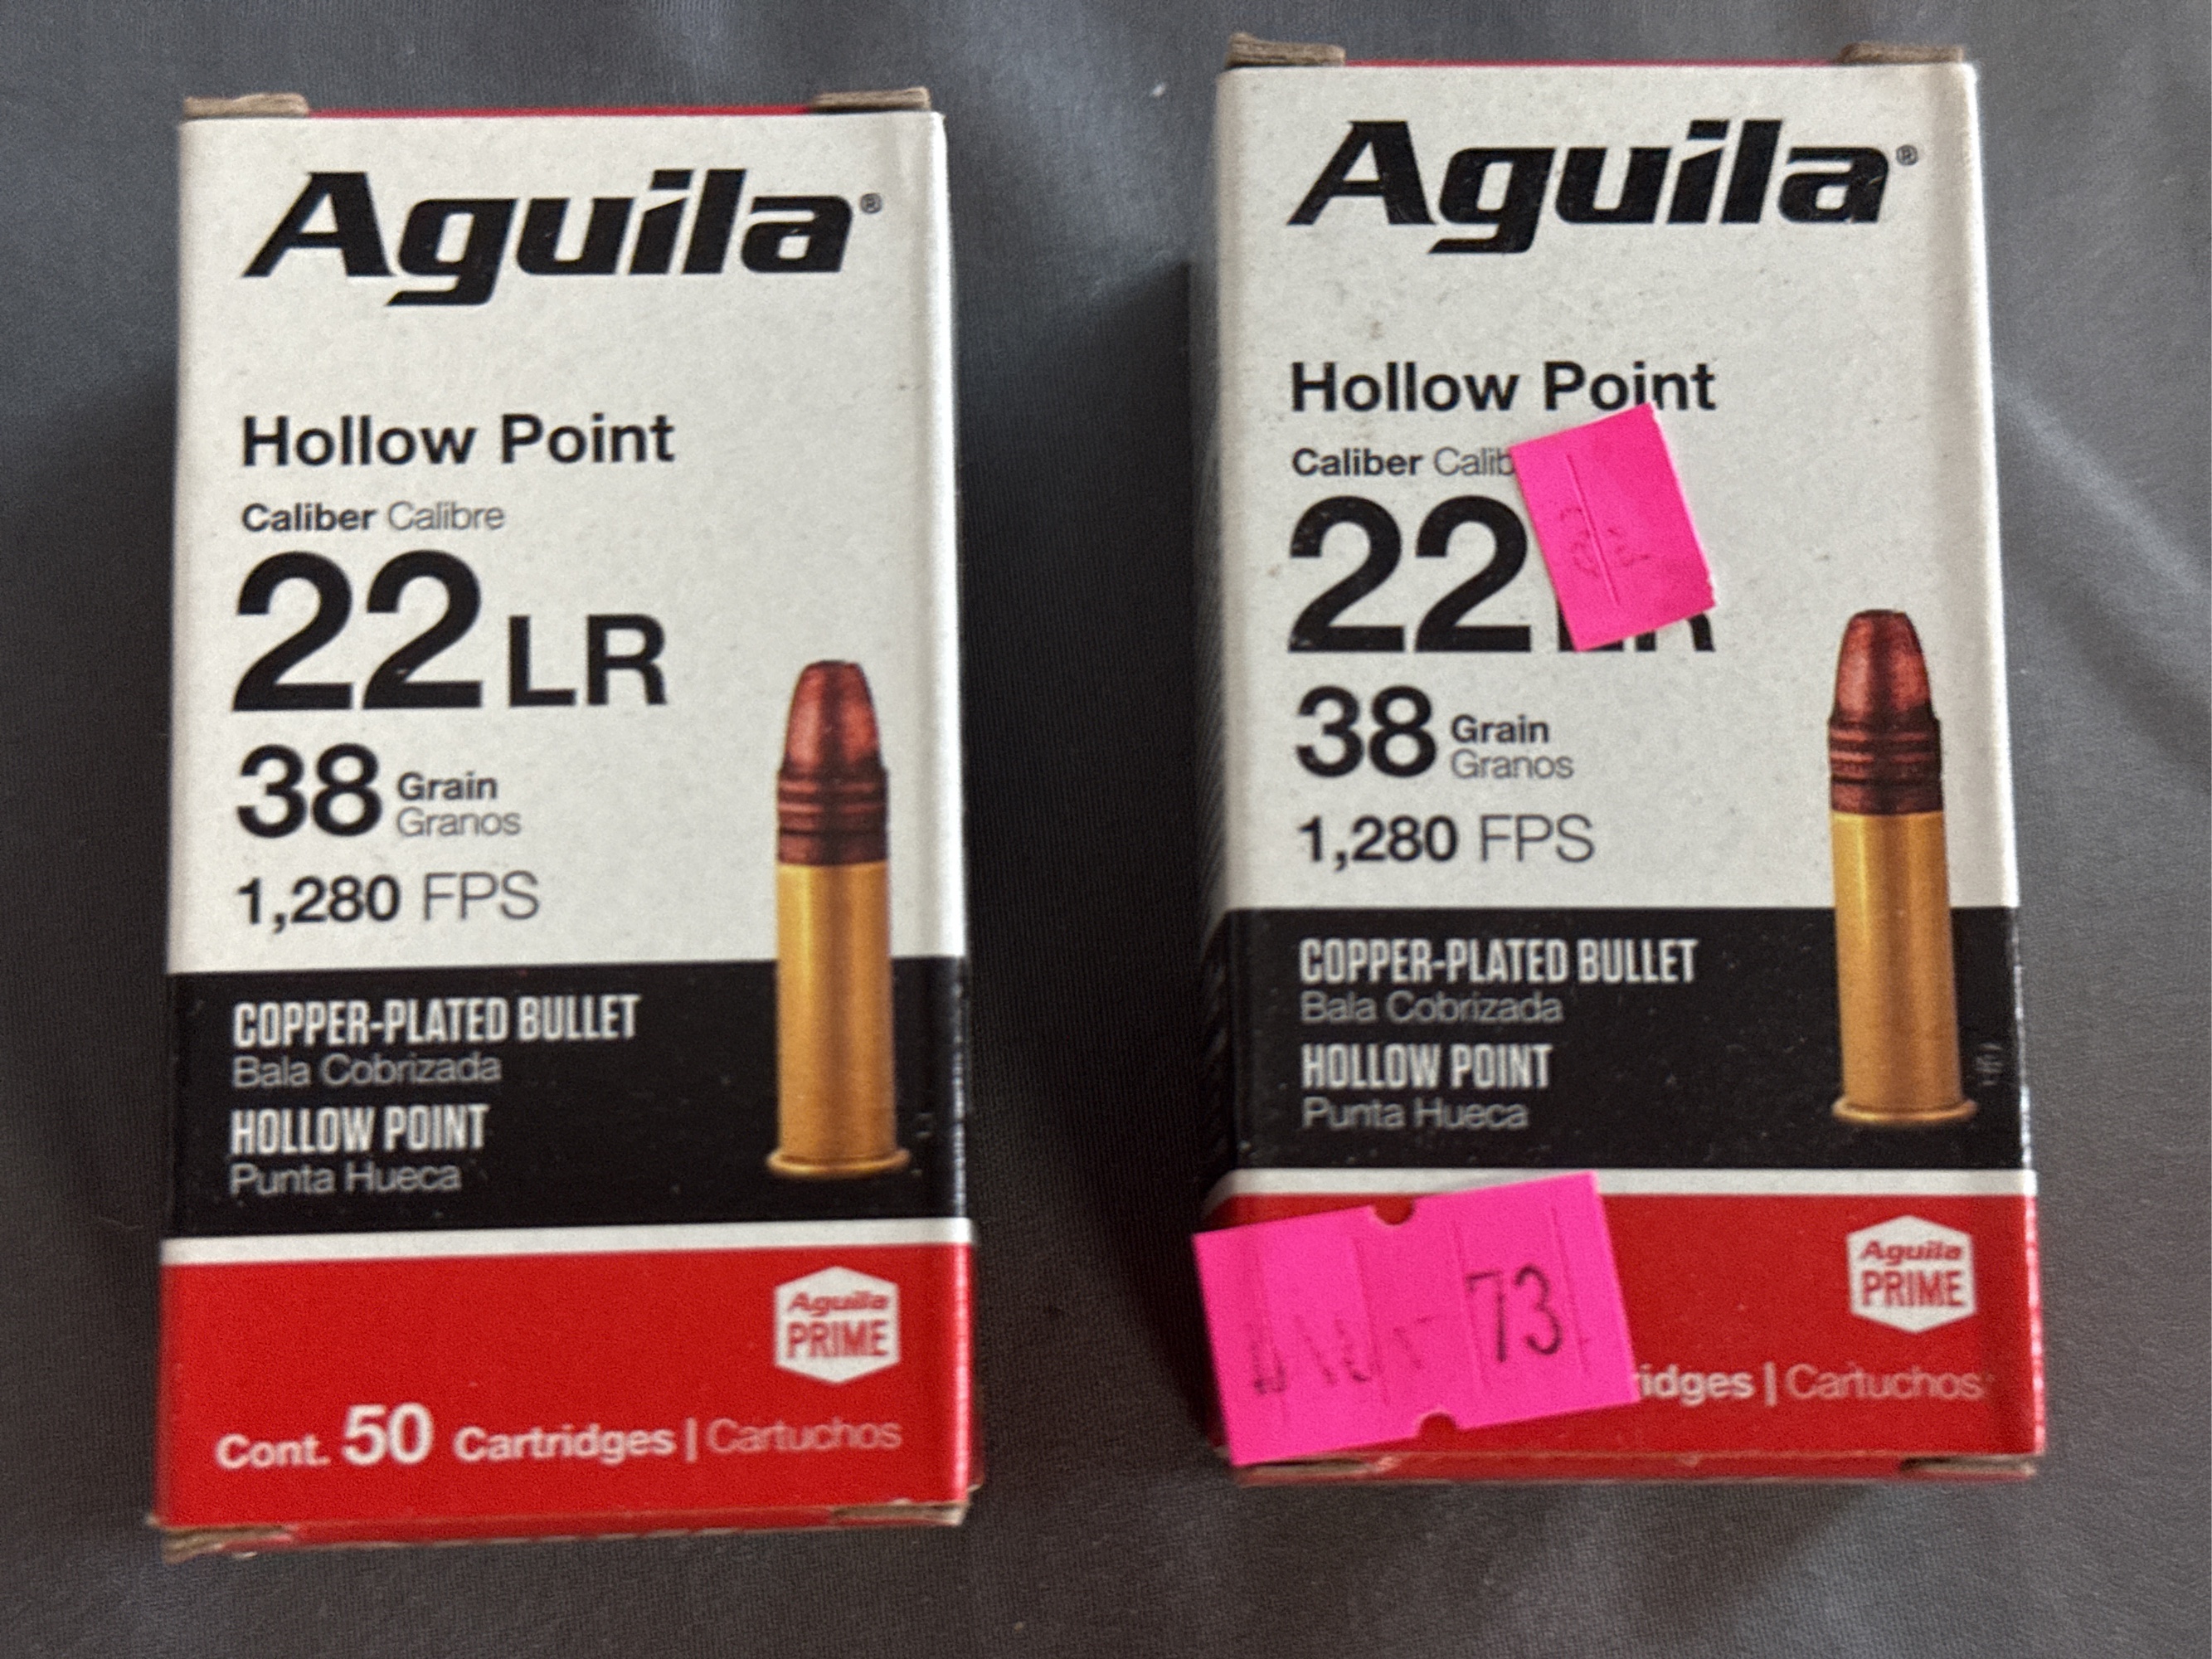 Aguila®
Hollow Point
Caliber Calibre
22 LR
38 Grain
Granos
1,280 FPS
COPPER-PLATED BULLET
Bala Cobrizada
HOLLOW POINT
Punta Hueca
Aguila
PRIME
Cont. 50 Cartridges | Cartuchos
Aguila®
Hollow Point
Caliber Calib
22 LR
38 Grain
Granos
1,280 FPS
COPPER-PLATED BULLET
Bala Cobrizada
HOLLOW POINT
Punta Hueca
Aguila
PRIME
73
ridges | Cartuchos